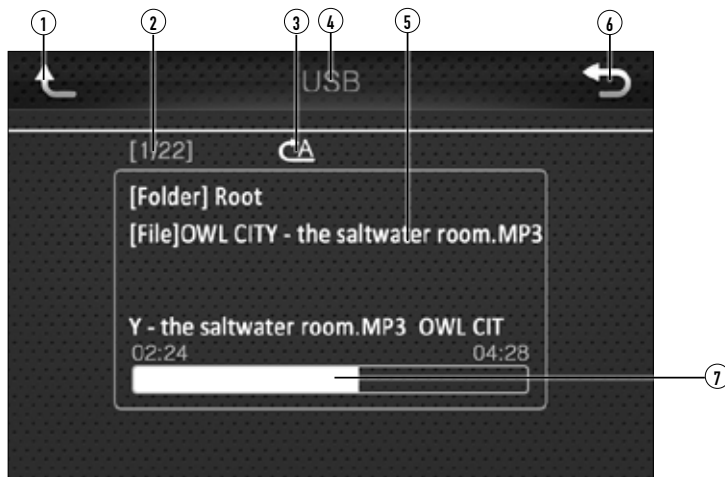 1 2 3 4 5 6
USB
[1/22] A
[Folder] Root
[File]OWL CITY - the saltwater room.MP3
Y - the saltwater room.MP3 OWL CIT
02:24 04:28
7